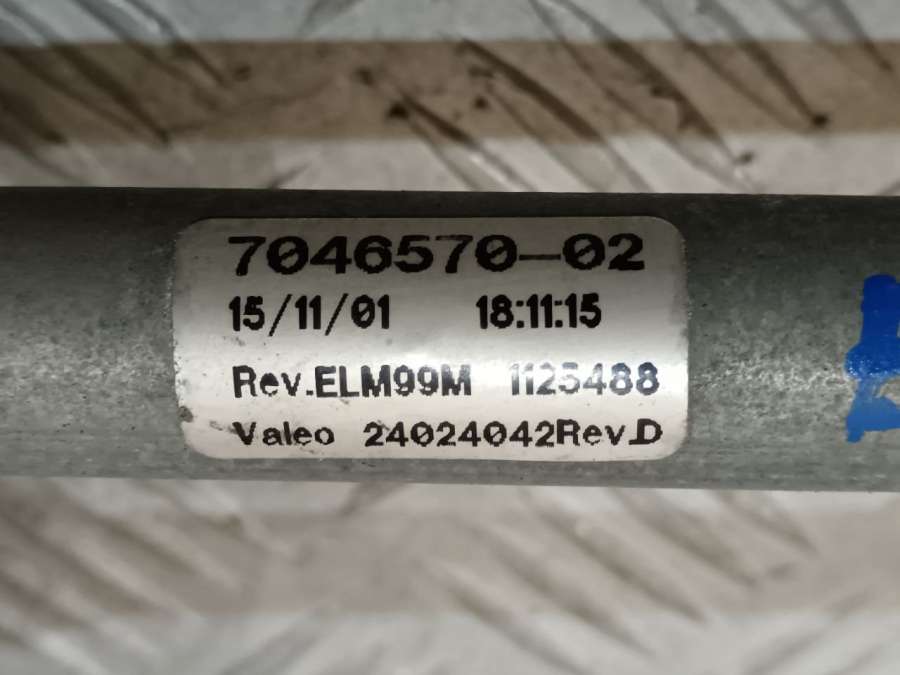 7046570-02
15/11/01 18:11:15
Rev.ELM99M 1125488
Valeo 24024042Rev.D